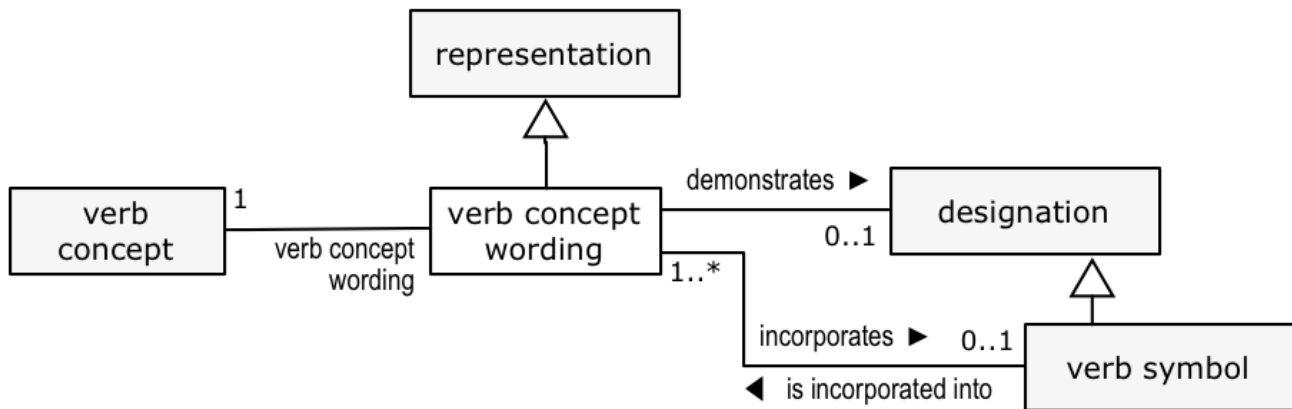 representation
verb
concept
1
verb concept
wording
verb concept
wording
demonstrates ►
0..1
designation
1..*
incorporates ►
0..1
◄ is incorporated into
verb symbol